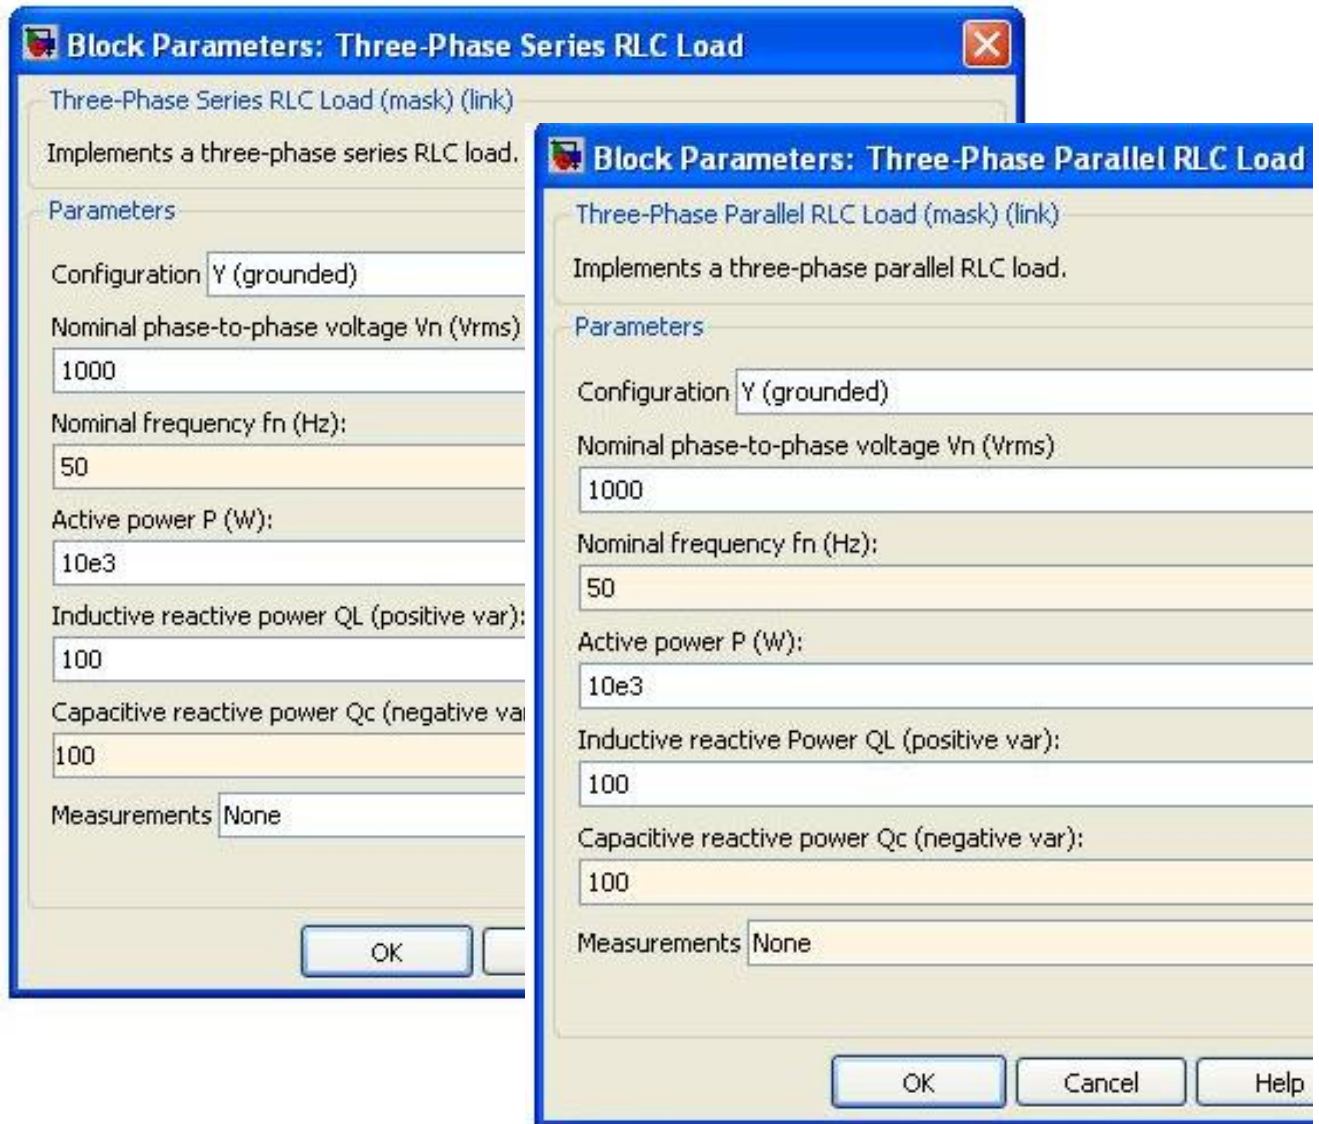 Block Parameters: Three-Phase Series RLC Load
Three-Phase Series RLC Load (mask) (link)
Implements a three-phase series RLC load.
Parameters
Configuration Y (grounded)
Nominal phase-to-phase voltage Vn (Vrms)
1000
Nominal frequency fn (Hz):
50
Active power P (W):
10e3
Inductive reactive power QL (positive var):
100
Capacitive reactive power Qc (negative va
100
Measurements None
OK
Block Parameters: Three-Phase Parallel RLC Load
Three-Phase Parallel RLC Load (mask) (link)
Implements a three-phase parallel RLC load.
Parameters
Configuration Y (grounded)
Nominal phase-to-phase voltage Vn (Vrms)
1000
Nominal frequency fn (Hz):
50
Active power P (W):
10e3
Inductive reactive Power QL (positive var):
100
Capacitive reactive power Qc (negative var):
100
Measurements None
OK Cancel Help